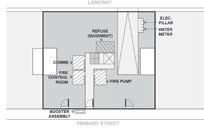 LANEWAY
ELEC.
PILLAR
WATER
METER
REFUSE
(BASEMENT)
COMMS
FIRE
CONTROL
ROOM
FIRE PUMP
BOOSTER
ASSEMBLY
PRIMARY STREET